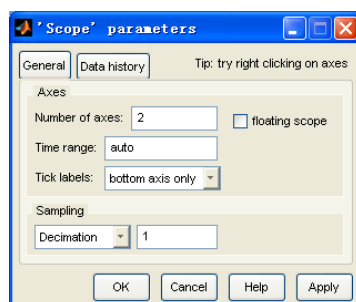 'Scope' parameters
General Data history Tip: try right clicking on axes
Axes
Number of axes: 2 floating scope
Time range: auto
Tick labels: bottom axis only
Sampling
Decimation 1
OK Cancel Help Apply